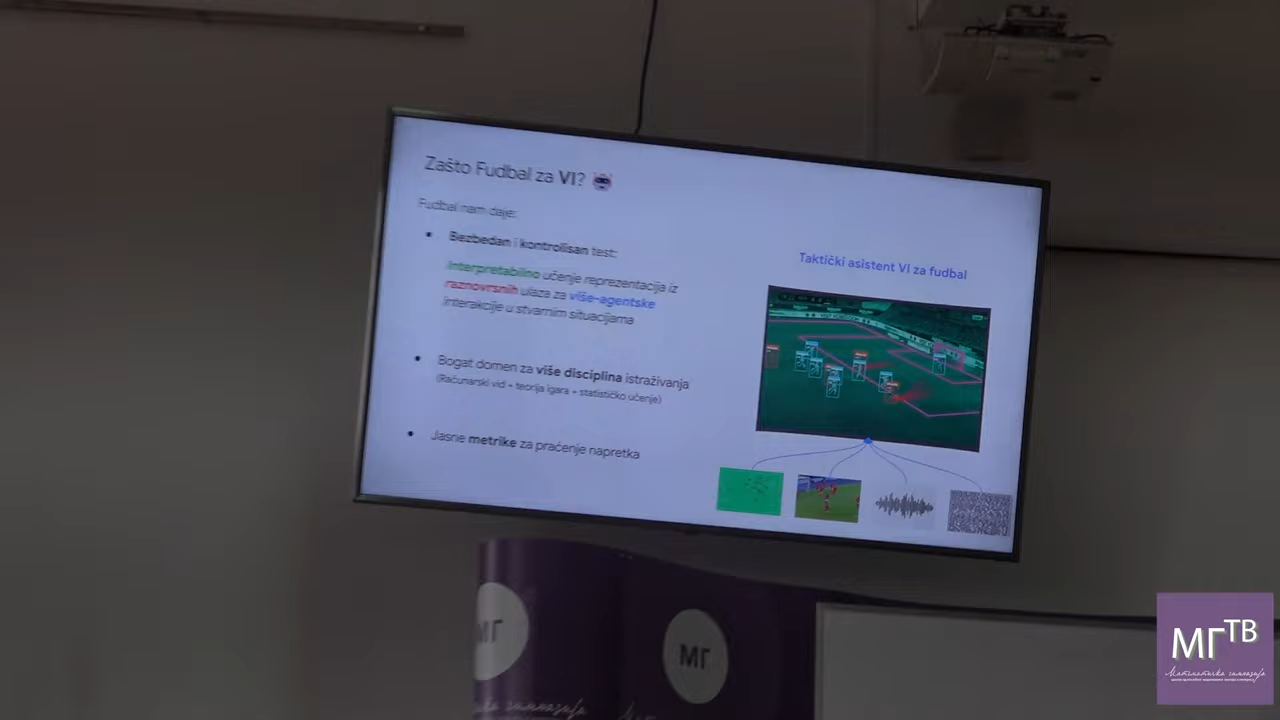 Zašto Fudbal za VI?
Fudbal nam daje:
Bezbedan i kontrolisan test:
interpretabilno učenje reprezentacija iz
raznovrsnih ulaza za više-agentske
interakcije u stvarnim situacijama
Bogat domen za više disciplina istraživanja
(Računarski vid + teorija igara + statističko učenje)
Jasne metrike za praćenje napretka
Taktički asistent VI za fudbal
МГ
МГ
МГТВ
Математичка гимназија